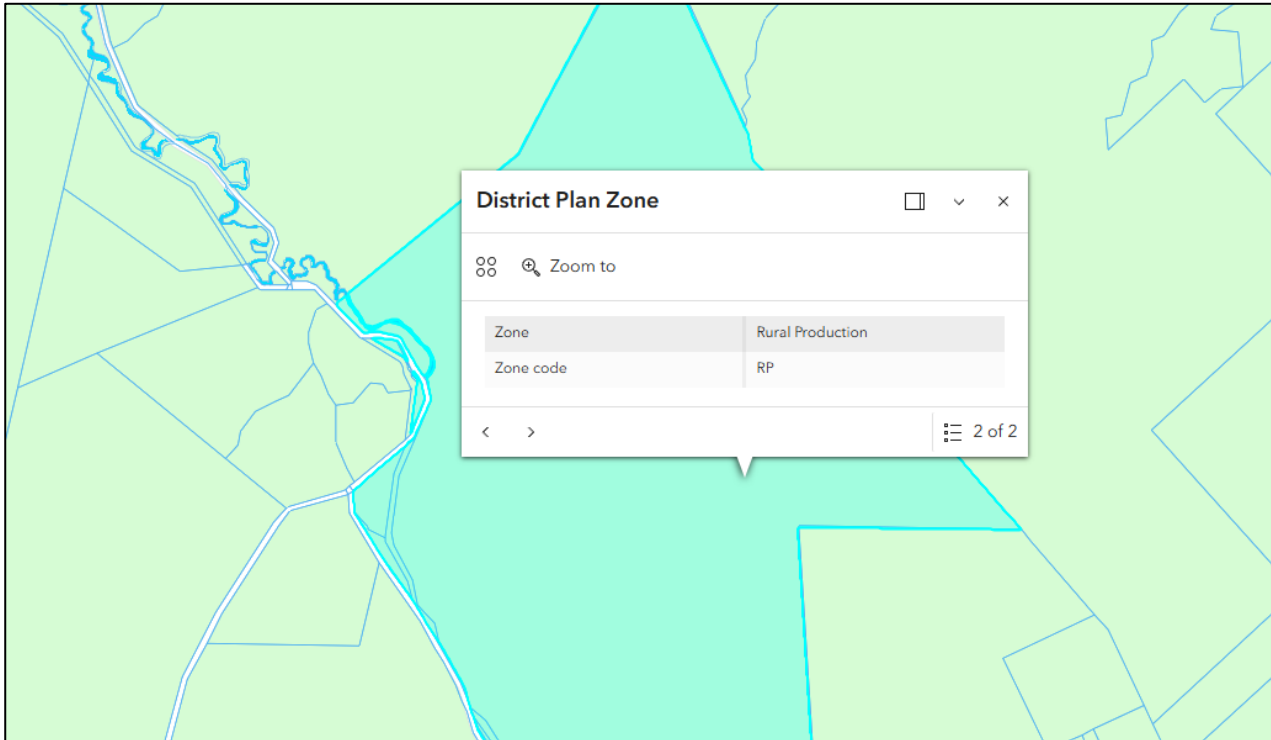 District Plan Zone
Zoom to
Zone Rural Production
Zone code RP
2 of 2